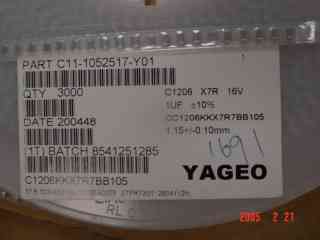 PART C11-1052517-Y01
QTY 3000
C1206 X7R 16V
1UF ±10%
DATE 200448
CC1206KKX7R7BB105
1.15+/-0.10mm
1691
(1T) BATCH 8541251285
YAGEO
C1206KKX7R7BB105
RL
2005 2 21